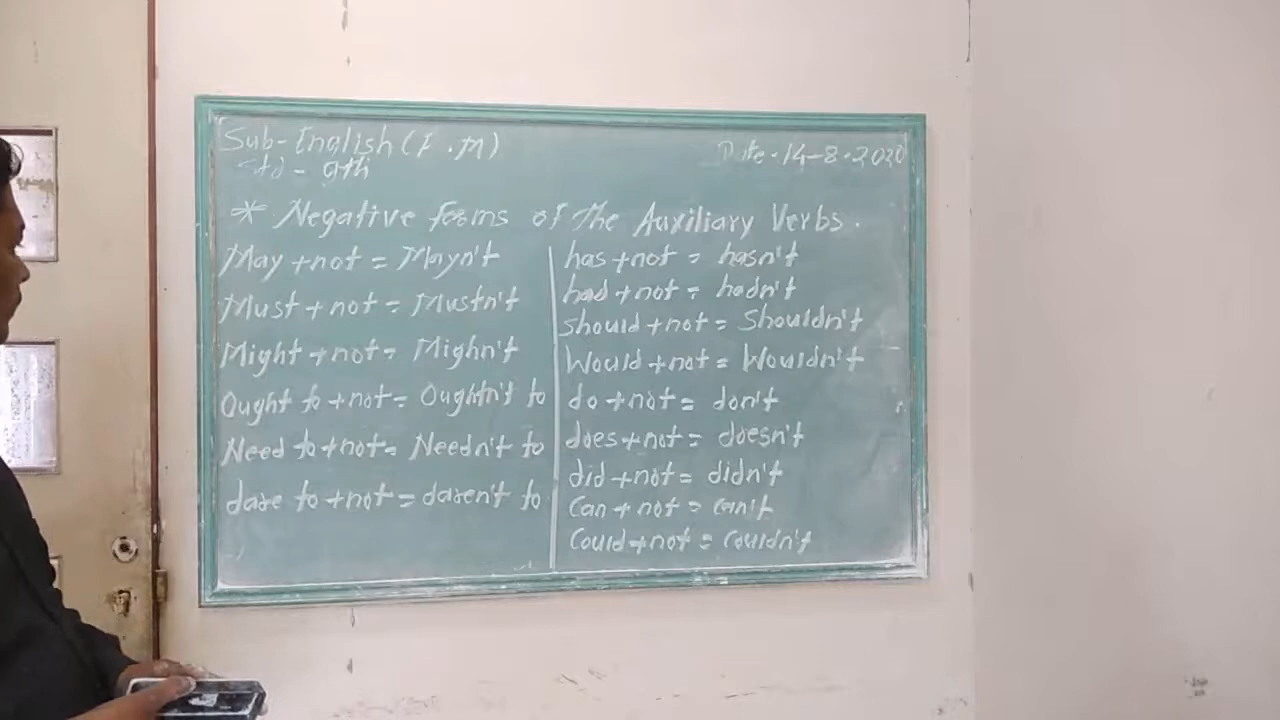 Sub-English (F.M)
Date-14-8-2020
Std - 9th
* Negative forms of the Auxiliary Verbs.
May + not = Mayn't
Must + not = Mustn't
Might + not = Mighn't
Ought to + not = Oughtn't to
Need to + not = Needn't to
dare to + not = daren't to
has + not = hasn't
had + not = hadn't
should + not = Shouldn't
Would + not = Wouldn't
do + not = don't
does + not = doesn't
did + not = didn't
Can + not = can't
Could + not = Couldn't